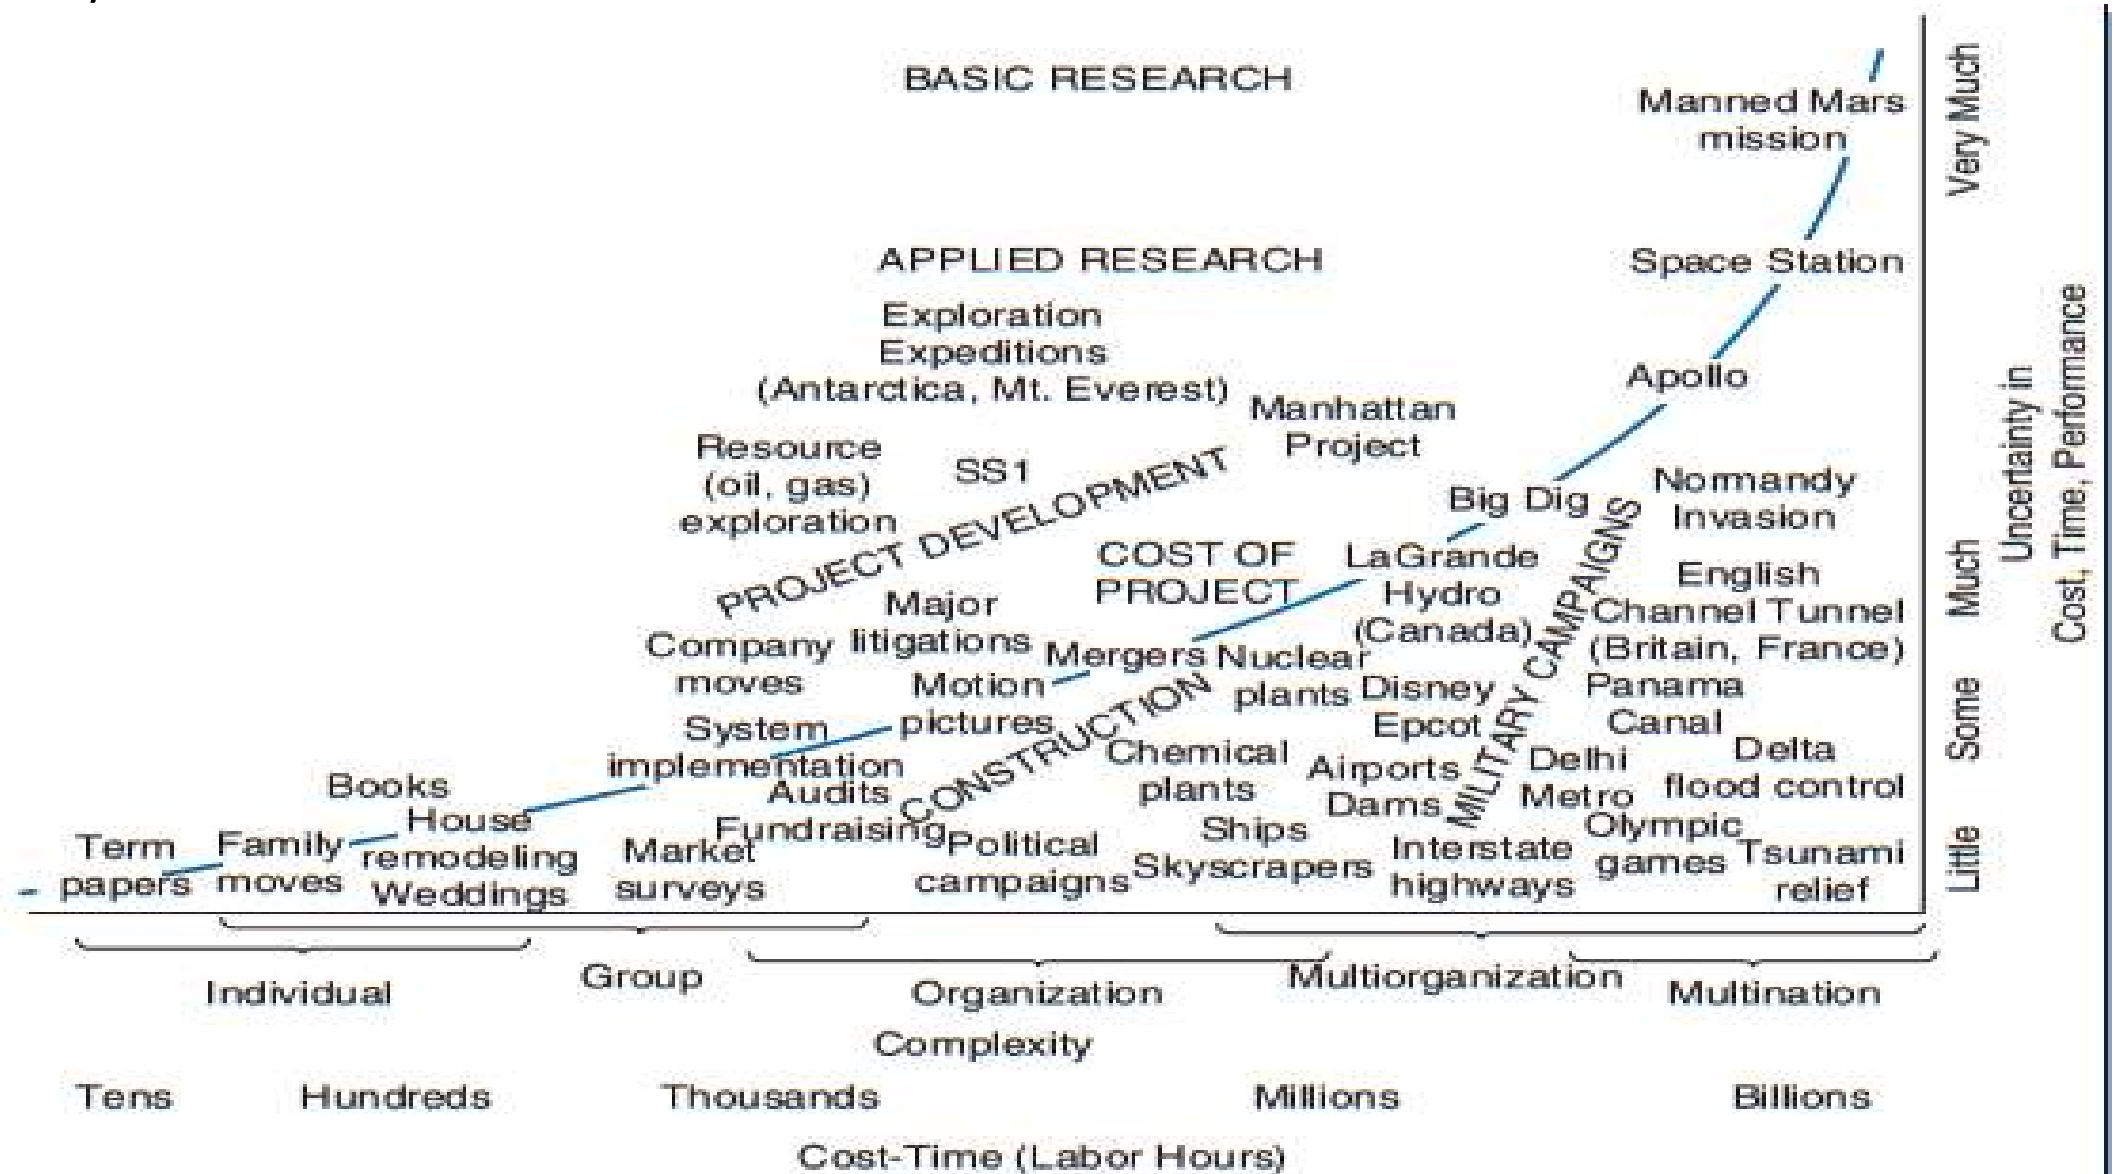 BASIC RESEARCH
Manned Mars
mission
APPLIED RESEARCH
Space Station
Exploration
Expeditions
(Antarctica, Mt. Everest)
Apollo
Manhattan
Project
Resource
(oil, gas)
exploration
SS1
PROJECT DEVELOPMENT
Big Dig
Normandy
Invasion
COST OF
PROJECT
LaGrande
Hydro
(Canada)
MILITARY CAMPAIGNS
English
Channel Tunnel
(Britain, France)
Major
litigations
Company
moves
Mergers
Nuclear
plants
Motion
pictures
Disney
Epcot
Panama
Canal
System
implementation
CONSTRUCTION
Chemical
plants
Airports
Dams
Delhi
Metro
Delta
flood control
Books
Audits
House
remodeling
Weddings
Fundraising
Term
papers
Family
moves
Market
surveys
Political
campaigns
Ships
Skyscrapers
Interstate
highways
Olympic
games
Tsunami
relief
Very Much
Much
Some
Little
Uncertainty in
Cost, Time, Performance
Individual
Group
Organization
Multiorganization
Multination
Complexity
Tens Hundreds Thousands Millions Billions
Cost-Time (Labor Hours)